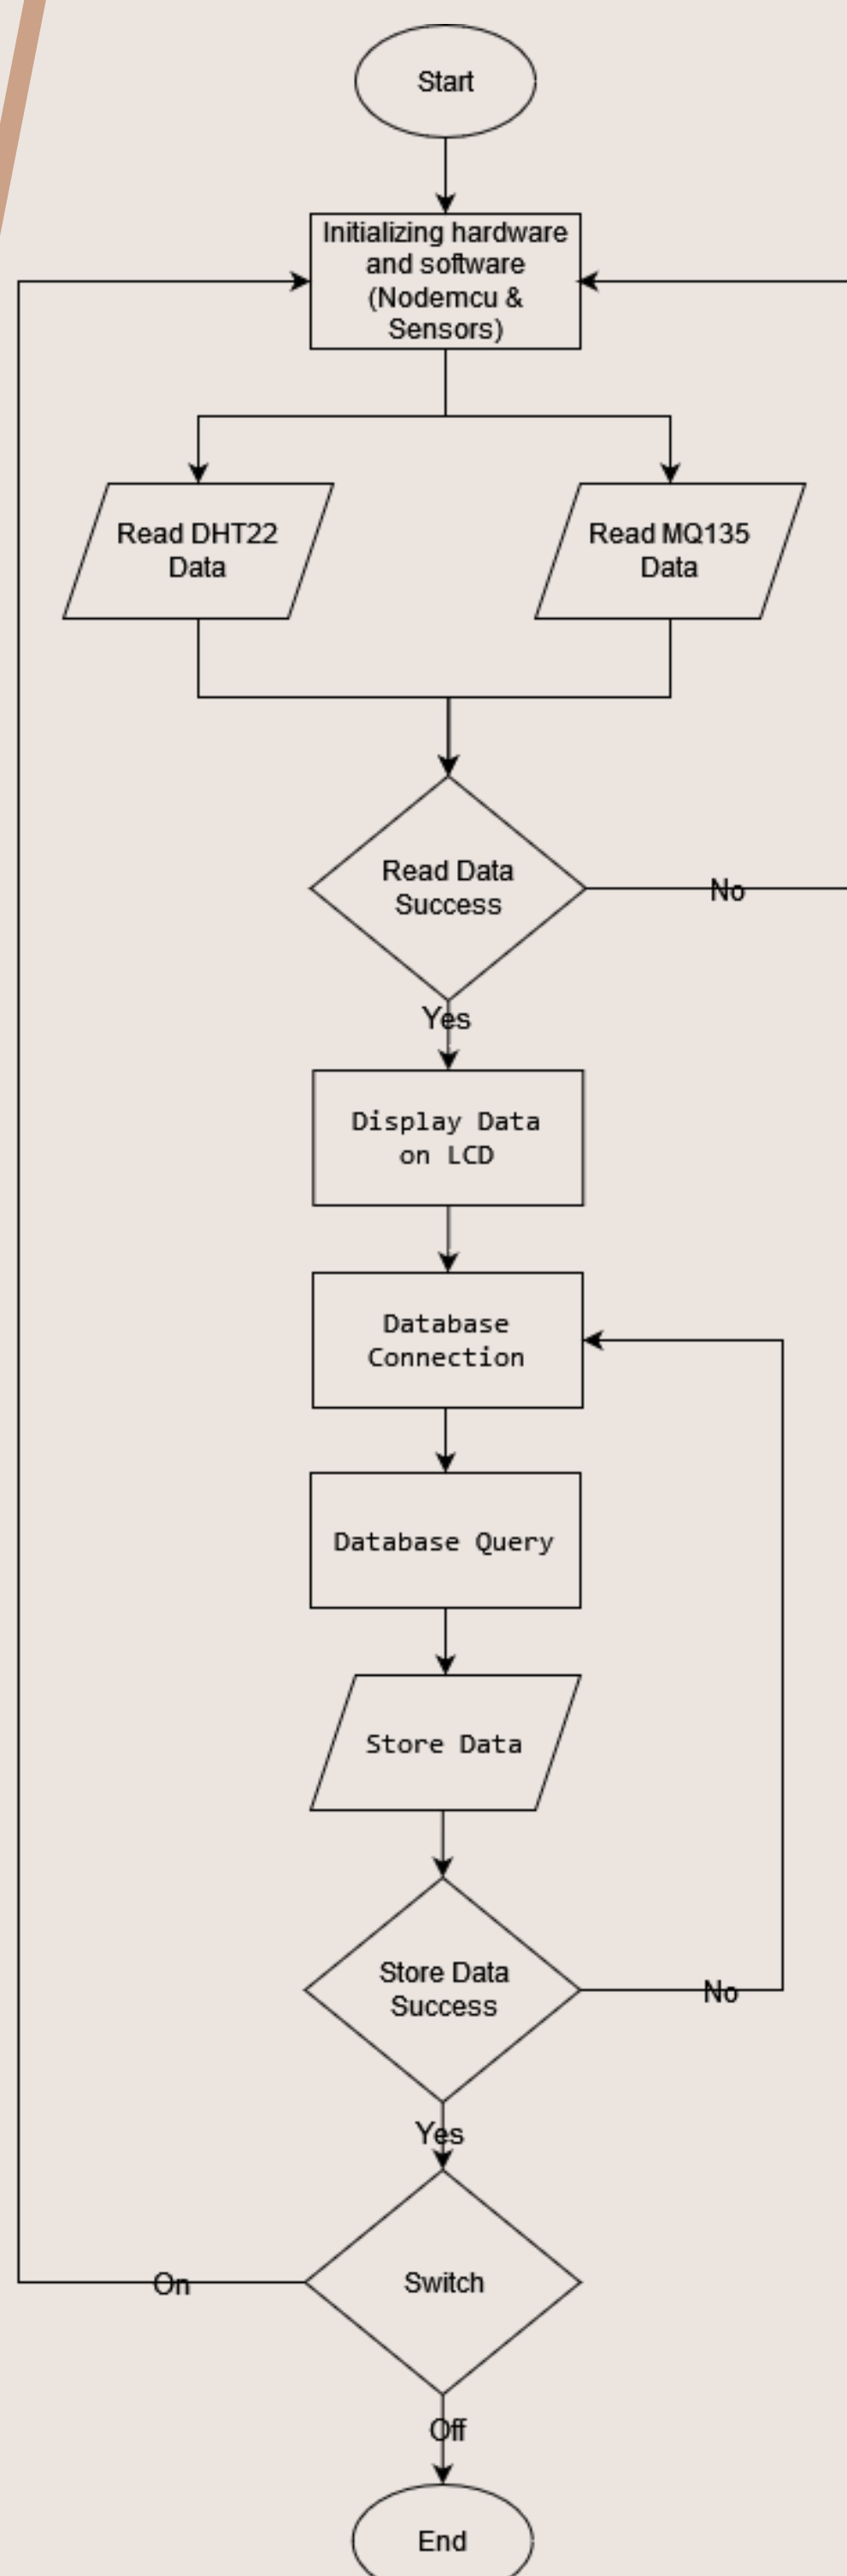 Start
Initializing hardware
and software
(Nodemcu &
Sensors)
Read DHT22
Data
Read MQ135
Data
Read Data
Success
No
Yes
Display Data
on LCD
Database
Connection
Database Query
Store Data
Store Data
Success
No
Yes
Switch
On
Off
End